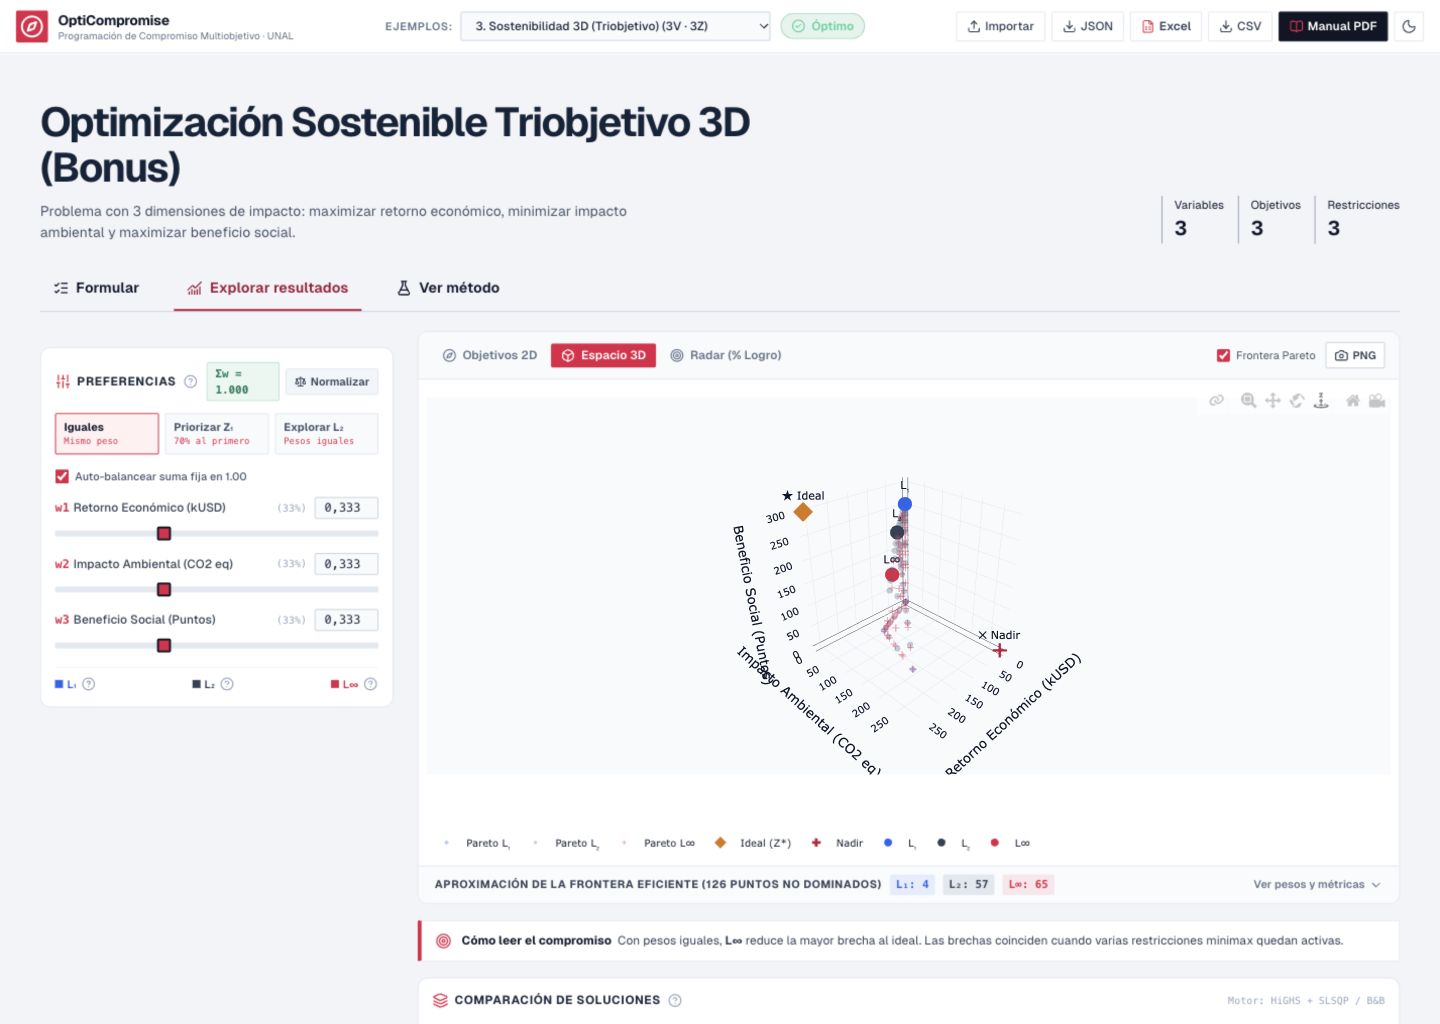 OptiCompromise
Programación de Compromiso Multiobjetivo · UNAL
EJEMPLOS:
3. Sostenibilidad 3D (Triobjetivo) (3V · 3Z)
Óptimo
Importar
JSON
Excel
CSV
Manual PDF
Optimización Sostenible Triobjetivo 3D
(Bonus)
Problema con 3 dimensiones de impacto: maximizar retorno económico, minimizar impacto
ambiental y maximizar beneficio social.
Variables
3
Objetivos
3
Restricciones
3
Formular
Explorar resultados
Ver método
PREFERENCIAS ?
Σw =
1.000
Normalizar
Iguales
Mismo peso
Priorizar Z₁
70% al primero
Explorar L₂
Pesos iguales
Auto-balancear suma fija en 1.00
w1 Retorno Económico (kUSD) (33%) 0,333
w2 Impacto Ambiental (CO2 eq) (33%) 0,333
w3 Beneficio Social (Puntos) (33%) 0,333
L₁ ?
L₂ ?
L∞ ?
Objetivos 2D
Espacio 3D
Radar (% Logro)
Frontera Pareto
PNG
★ Ideal
L₁
L₂
L∞
× Nadir
Beneficio Social (Puntos)
300
250
200
150
100
50
0
Impacto Ambiental (CO2 eq)
0
50
100
150
200
250
Retorno Económico (kUSD)
0
50
100
150
200
250
Pareto L₁
Pareto L₂
Pareto L∞
Ideal (Z*)
Nadir
L₁
L₂
L∞
APROXIMACIÓN DE LA FRONTERA EFICIENTE (126 PUNTOS NO DOMINADOS) L₁: 4 L₂: 57 L∞: 65
Ver pesos y métricas
Cómo leer el compromiso Con pesos iguales, L∞ reduce la mayor brecha al ideal. Las brechas coinciden cuando varias restricciones minimax quedan activas.
COMPARACIÓN DE SOLUCIONES ?
Motor: HiGHS + SLSQP / B&B